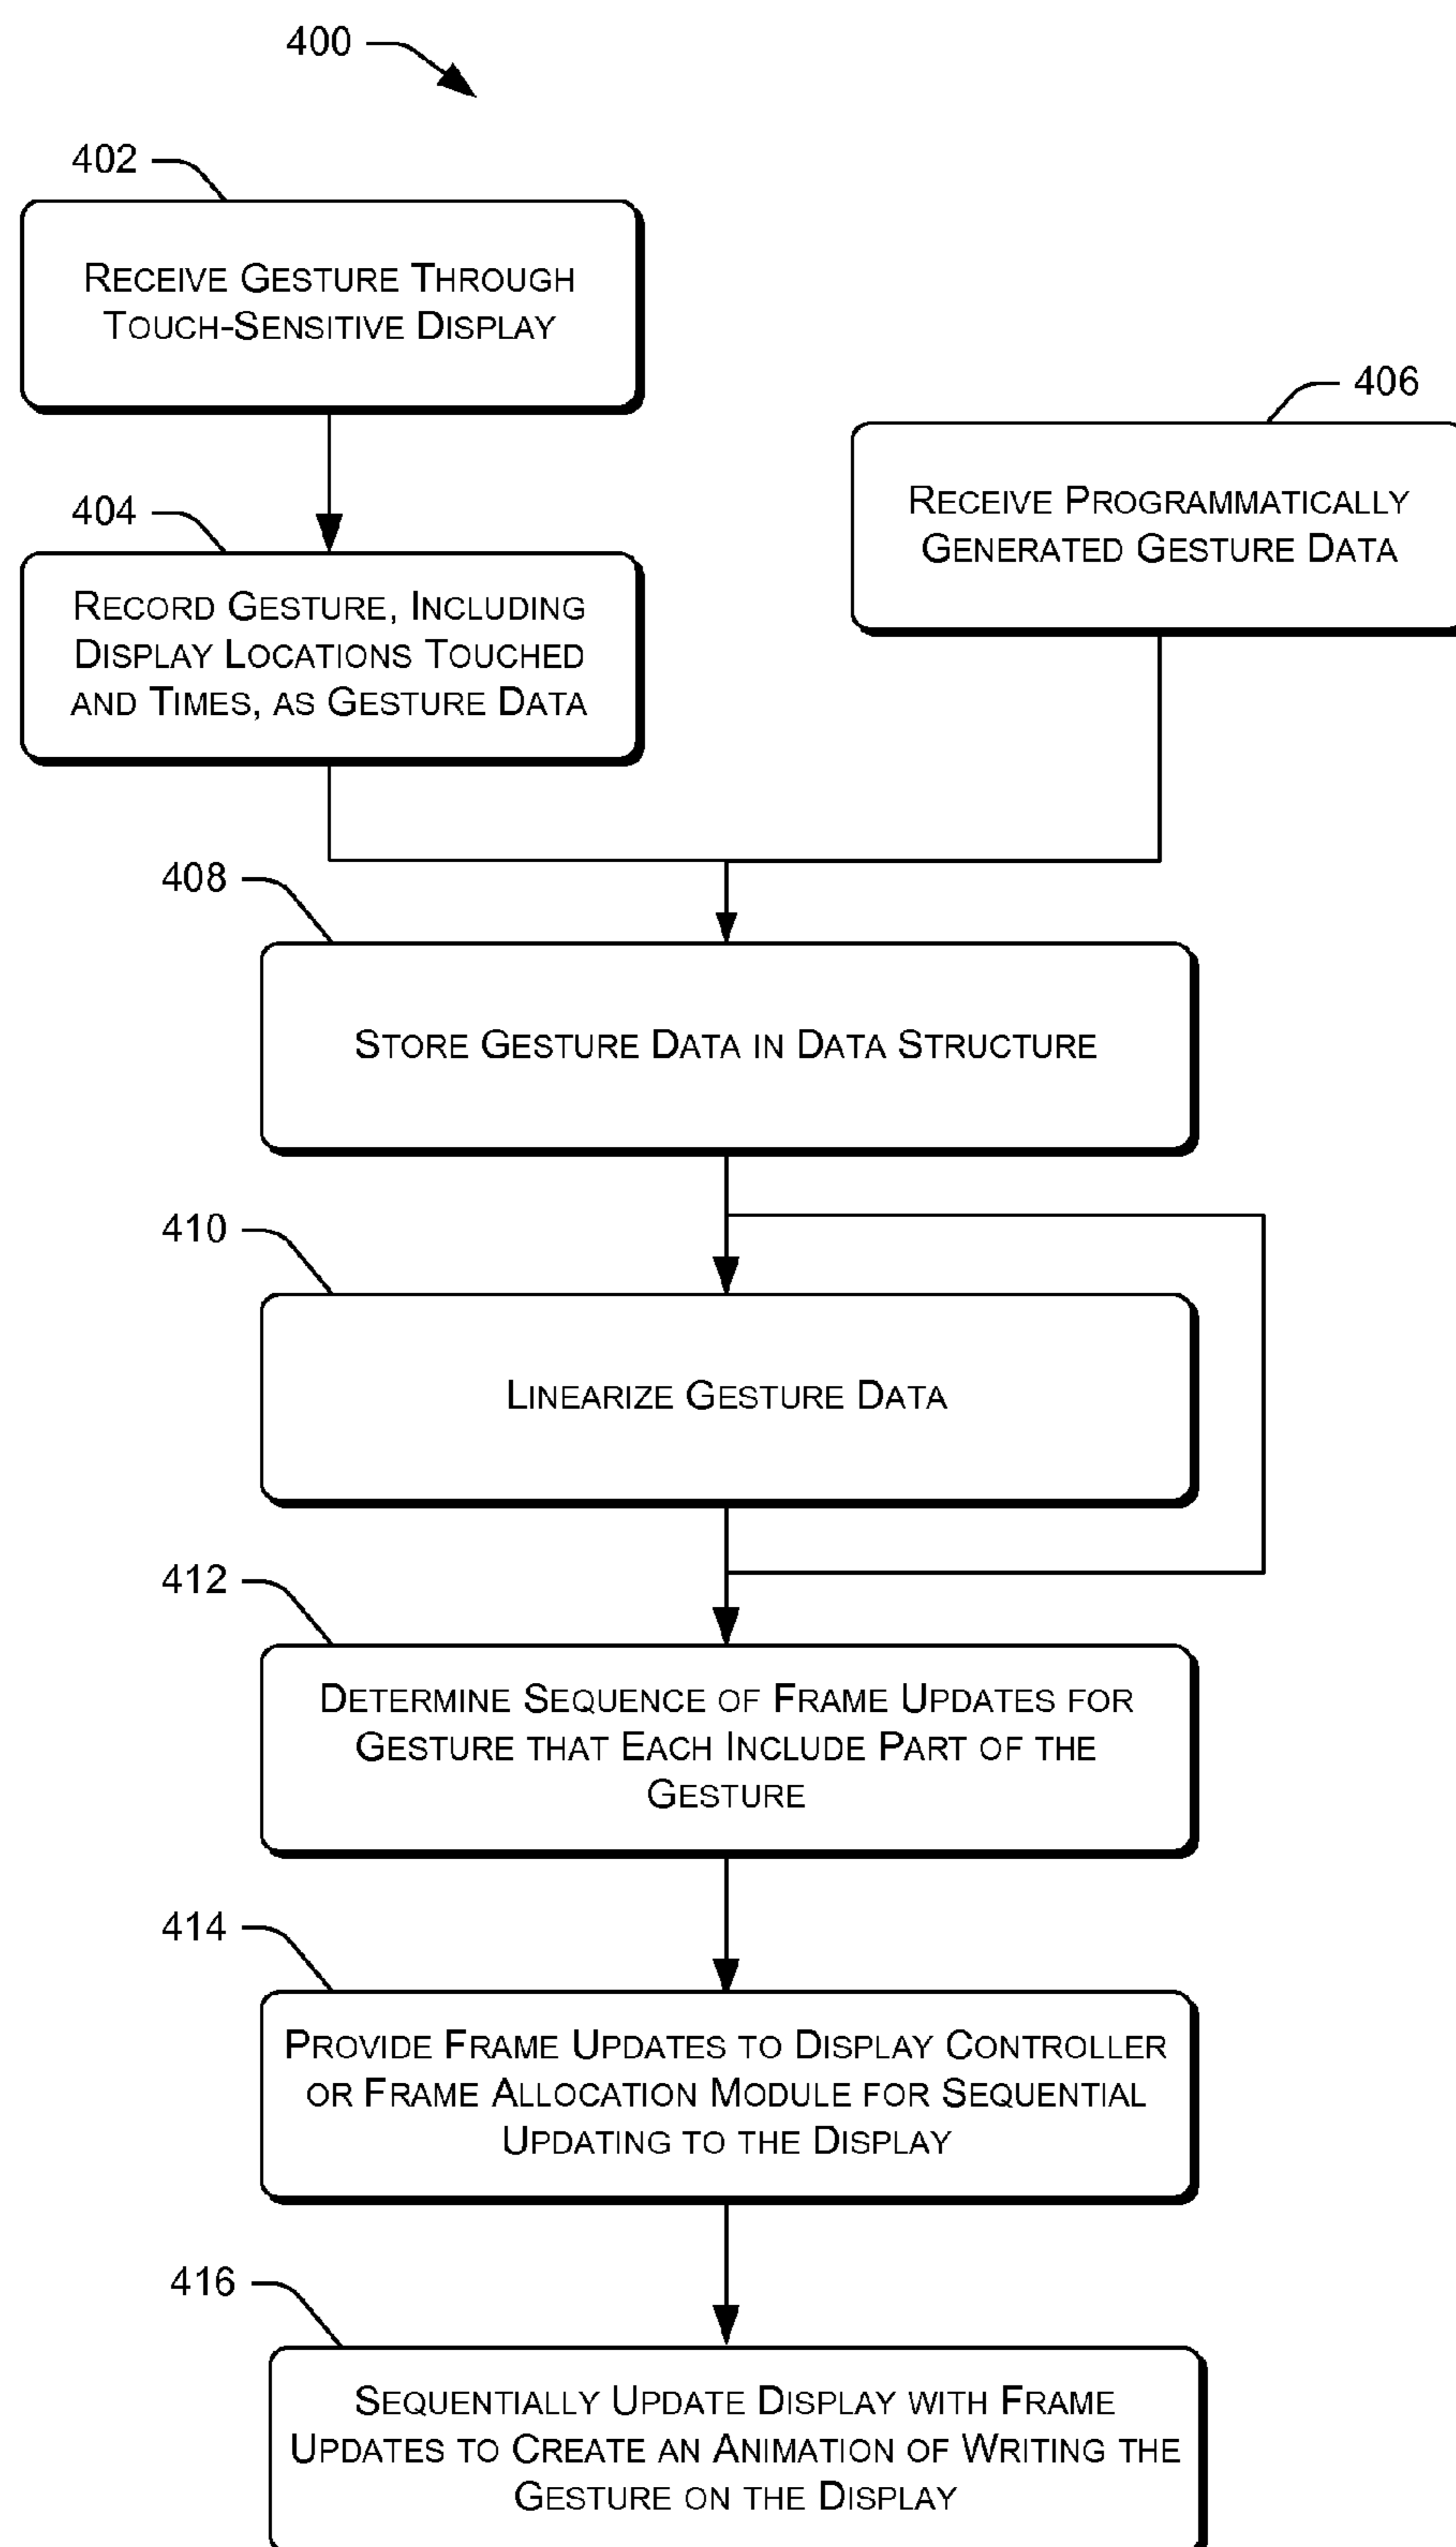 400
402
RECEIVE GESTURE THROUGH
TOUCH-SENSITIVE DISPLAY
406
RECEIVE PROGRAMMATICALLY
GENERATED GESTURE DATA
404
RECORD GESTURE, INCLUDING
DISPLAY LOCATIONS TOUCHED
AND TIMES, AS GESTURE DATA
408
STORE GESTURE DATA IN DATA STRUCTURE
410
LINEARIZE GESTURE DATA
412
DETERMINE SEQUENCE OF FRAME UPDATES FOR
GESTURE THAT EACH INCLUDE PART OF THE
GESTURE
414
PROVIDE FRAME UPDATES TO DISPLAY CONTROLLER
OR FRAME ALLOCATION MODULE FOR SEQUENTIAL
UPDATING TO THE DISPLAY
416
SEQUENTIALLY UPDATE DISPLAY WITH FRAME
UPDATES TO CREATE AN ANIMATION OF WRITING THE
GESTURE ON THE DISPLAY